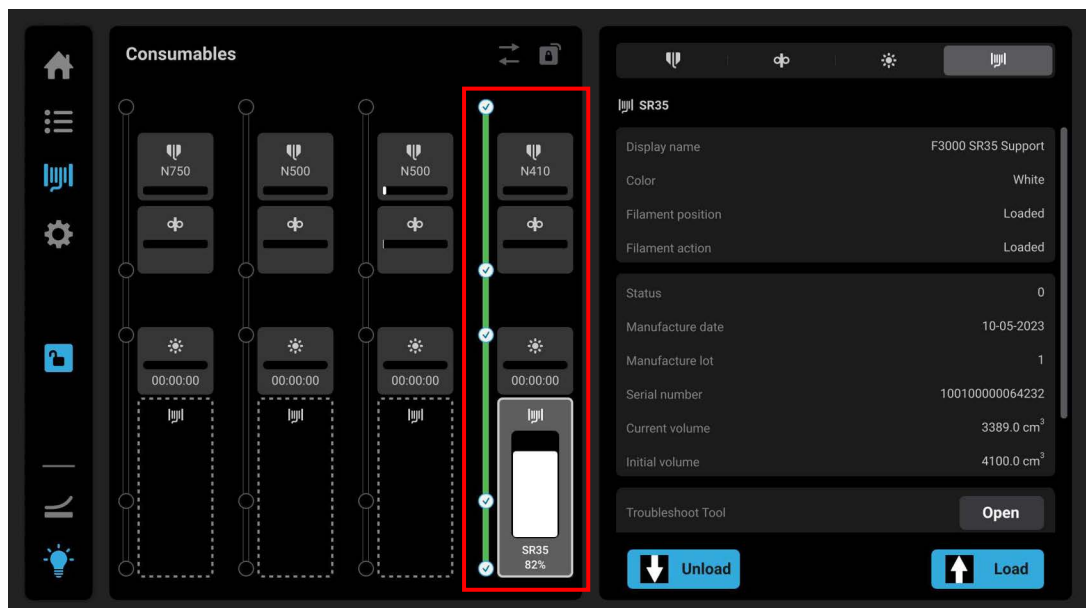 Consumables
N750
N500
N500
N410
00:00:00
00:00:00
00:00:00
00:00:00
SR35
82%
SR35
Display name F3000 SR35 Support
Color White
Filament position Loaded
Filament action Loaded
Status 0
Manufacture date 10-05-2023
Manufacture lot 1
Serial number 100100000064232
Current volume 3389.0 cm³
Initial volume 4100.0 cm³
Troubleshoot Tool Open
Unload Load